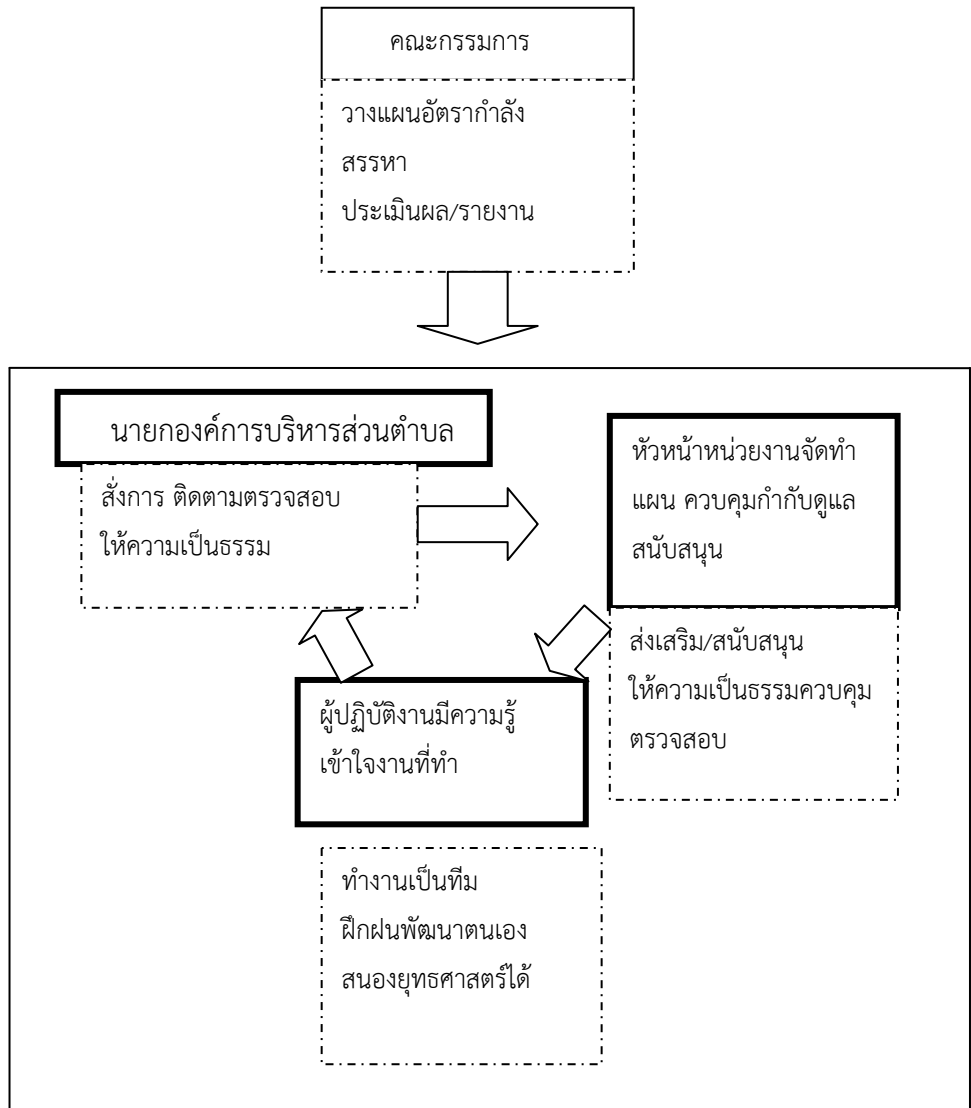 คณะกรรมการ
วางแผนอัตรากำลัง
สรรหา
ประเมินผล/รายงาน
นายกองค์การบริหารส่วนตำบล
สั่งการ ติดตามตรวจสอบ
ให้ความเป็นธรรม
หัวหน้าหน่วยงานจัดทำ
แผน ควบคุมกำกับดูแล
สนับสนุน
ส่งเสริม/สนับสนุน
ให้ความเป็นธรรมควบคุม
ตรวจสอบ
ผู้ปฏิบัติงานมีความรู้
เข้าใจงานที่ทำ
ทำงานเป็นทีม
ฝึกฝนพัฒนาตนเอง
สนองยุทธศาสตร์ได้